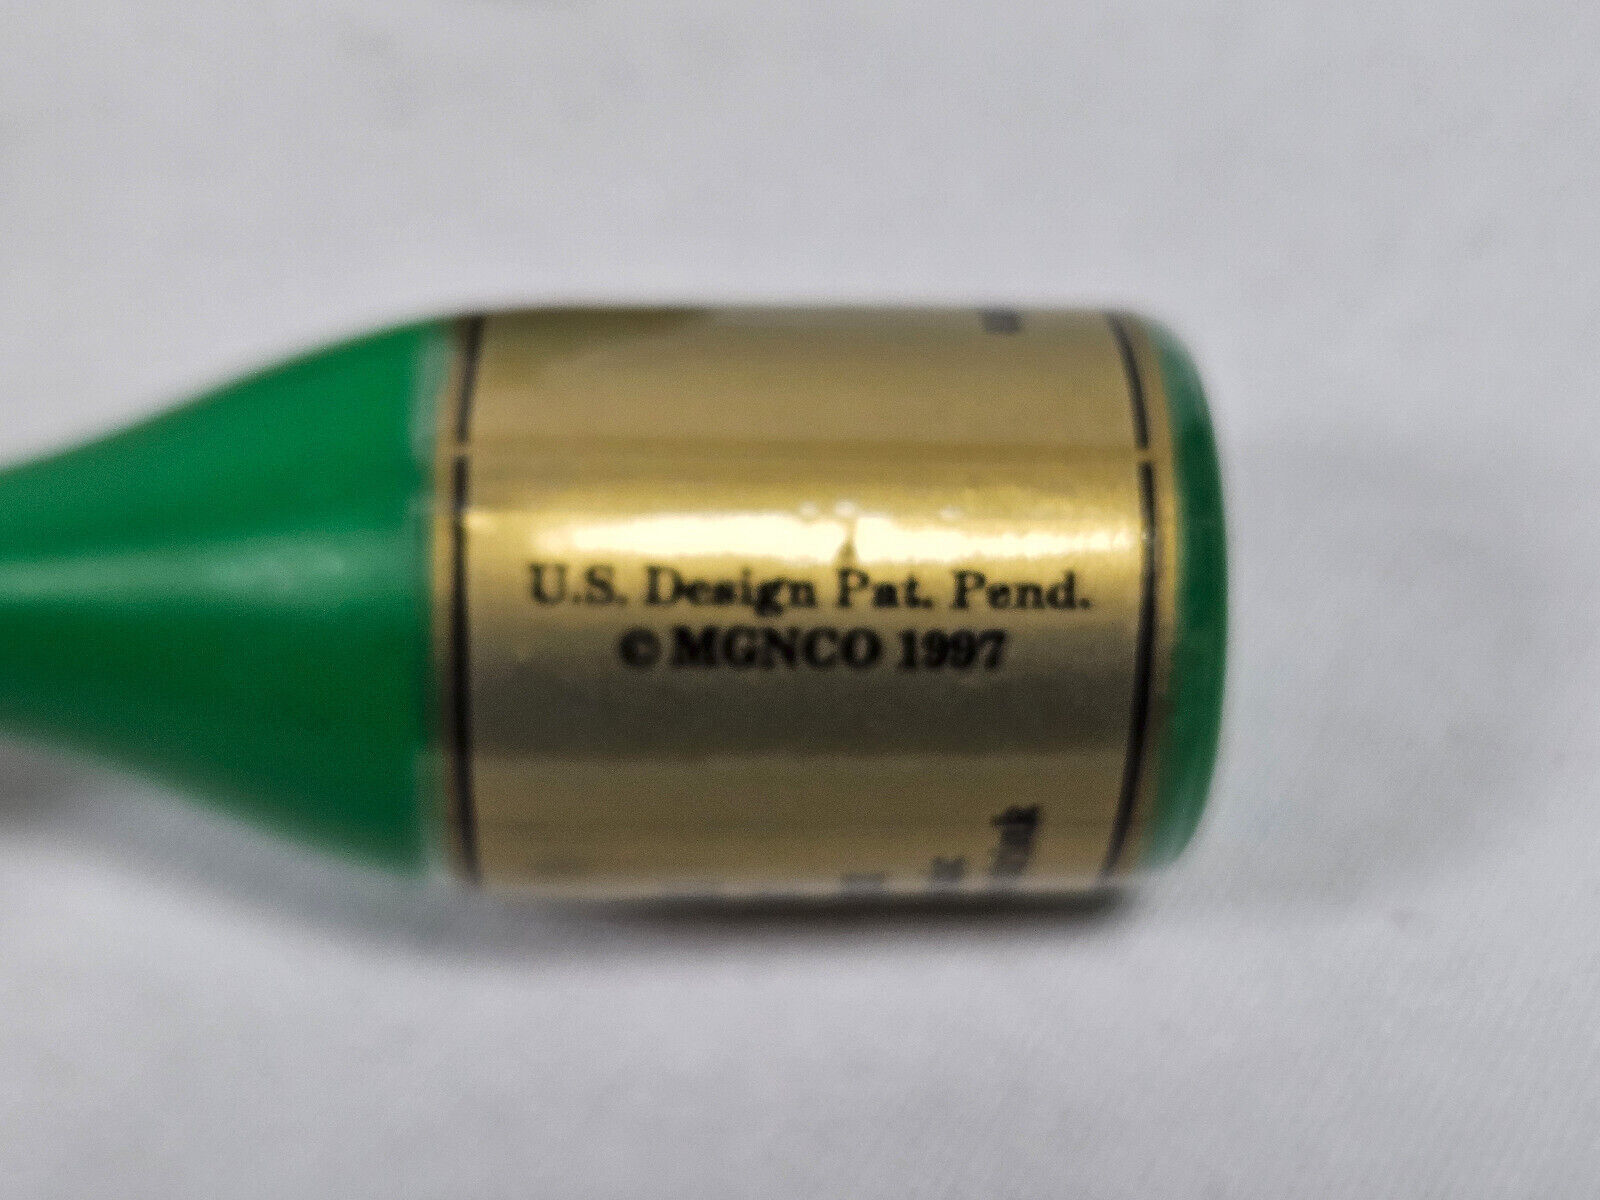 U.S. Design Pat. Pend.
© MGNCO 1997